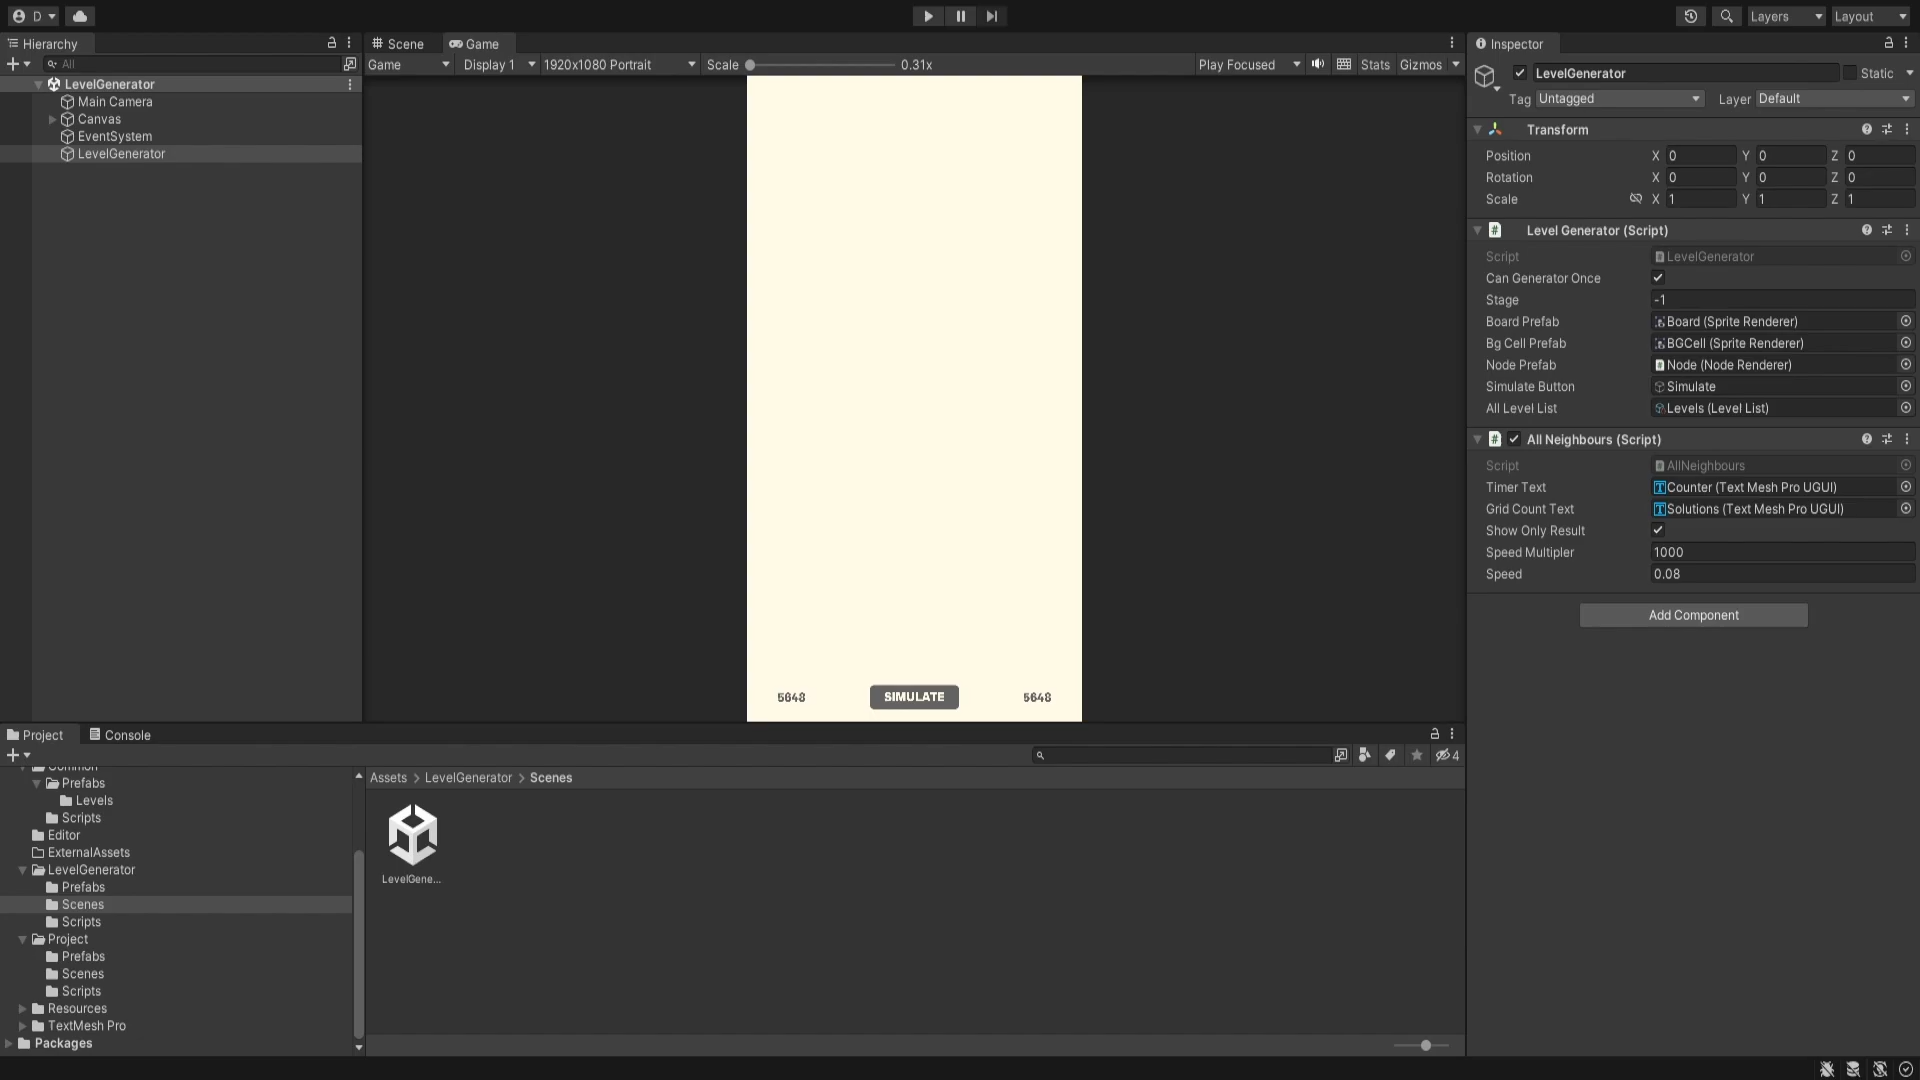 D
Layers
Layout
Hierarchy
All
LevelGenerator
Main Camera
Canvas
EventSystem
LevelGenerator
Scene
Game
Game
Display 1
1920x1080 Portrait
Scale
0.31x
Play Focused
Stats
Gizmos
5648
SIMULATE
5648
Inspector
LevelGenerator
Static
Tag
Untagged
Layer
Default
Transform
Position X 0 Y 0 Z 0
Rotation X 0 Y 0 Z 0
Scale X 1 Y 1 Z 1
# Level Generator (Script)
Script LevelGenerator
Can Generator Once
Stage -1
Board Prefab Board (Sprite Renderer)
Bg Cell Prefab BGCell (Sprite Renderer)
Node Prefab Node (Node Renderer)
Simulate Button Simulate
All Level List Levels (Level List)
# All Neighbours (Script)
Script AllNeighbours
Timer Text Counter (Text Mesh Pro UGUI)
Grid Count Text Solutions (Text Mesh Pro UGUI)
Show Only Result
Speed Multipler 1000
Speed 0.08
Add Component
Project
Console
4
Common
Prefabs
Levels
Scripts
Editor
ExternalAssets
LevelGenerator
Prefabs
Scenes
Scripts
Project
Prefabs
Scenes
Scripts
Resources
TextMesh Pro
Packages
Assets > LevelGenerator > Scenes
LevelGene...